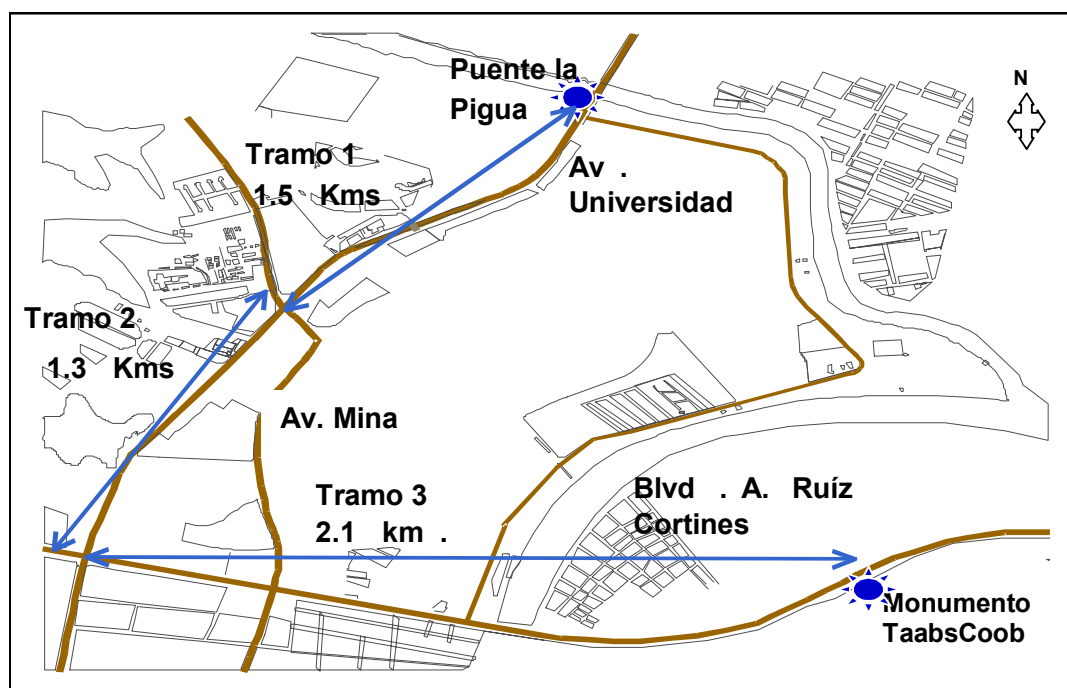 Puente la
Pigua
N
Tramo 1
1.5 Kms
Av .
Universidad
Tramo 2
1.3 Kms
Av. Mina
Tramo 3
2.1 km .
Blvd . A. Ruíz
Cortines
Monumento
TaabsCoob